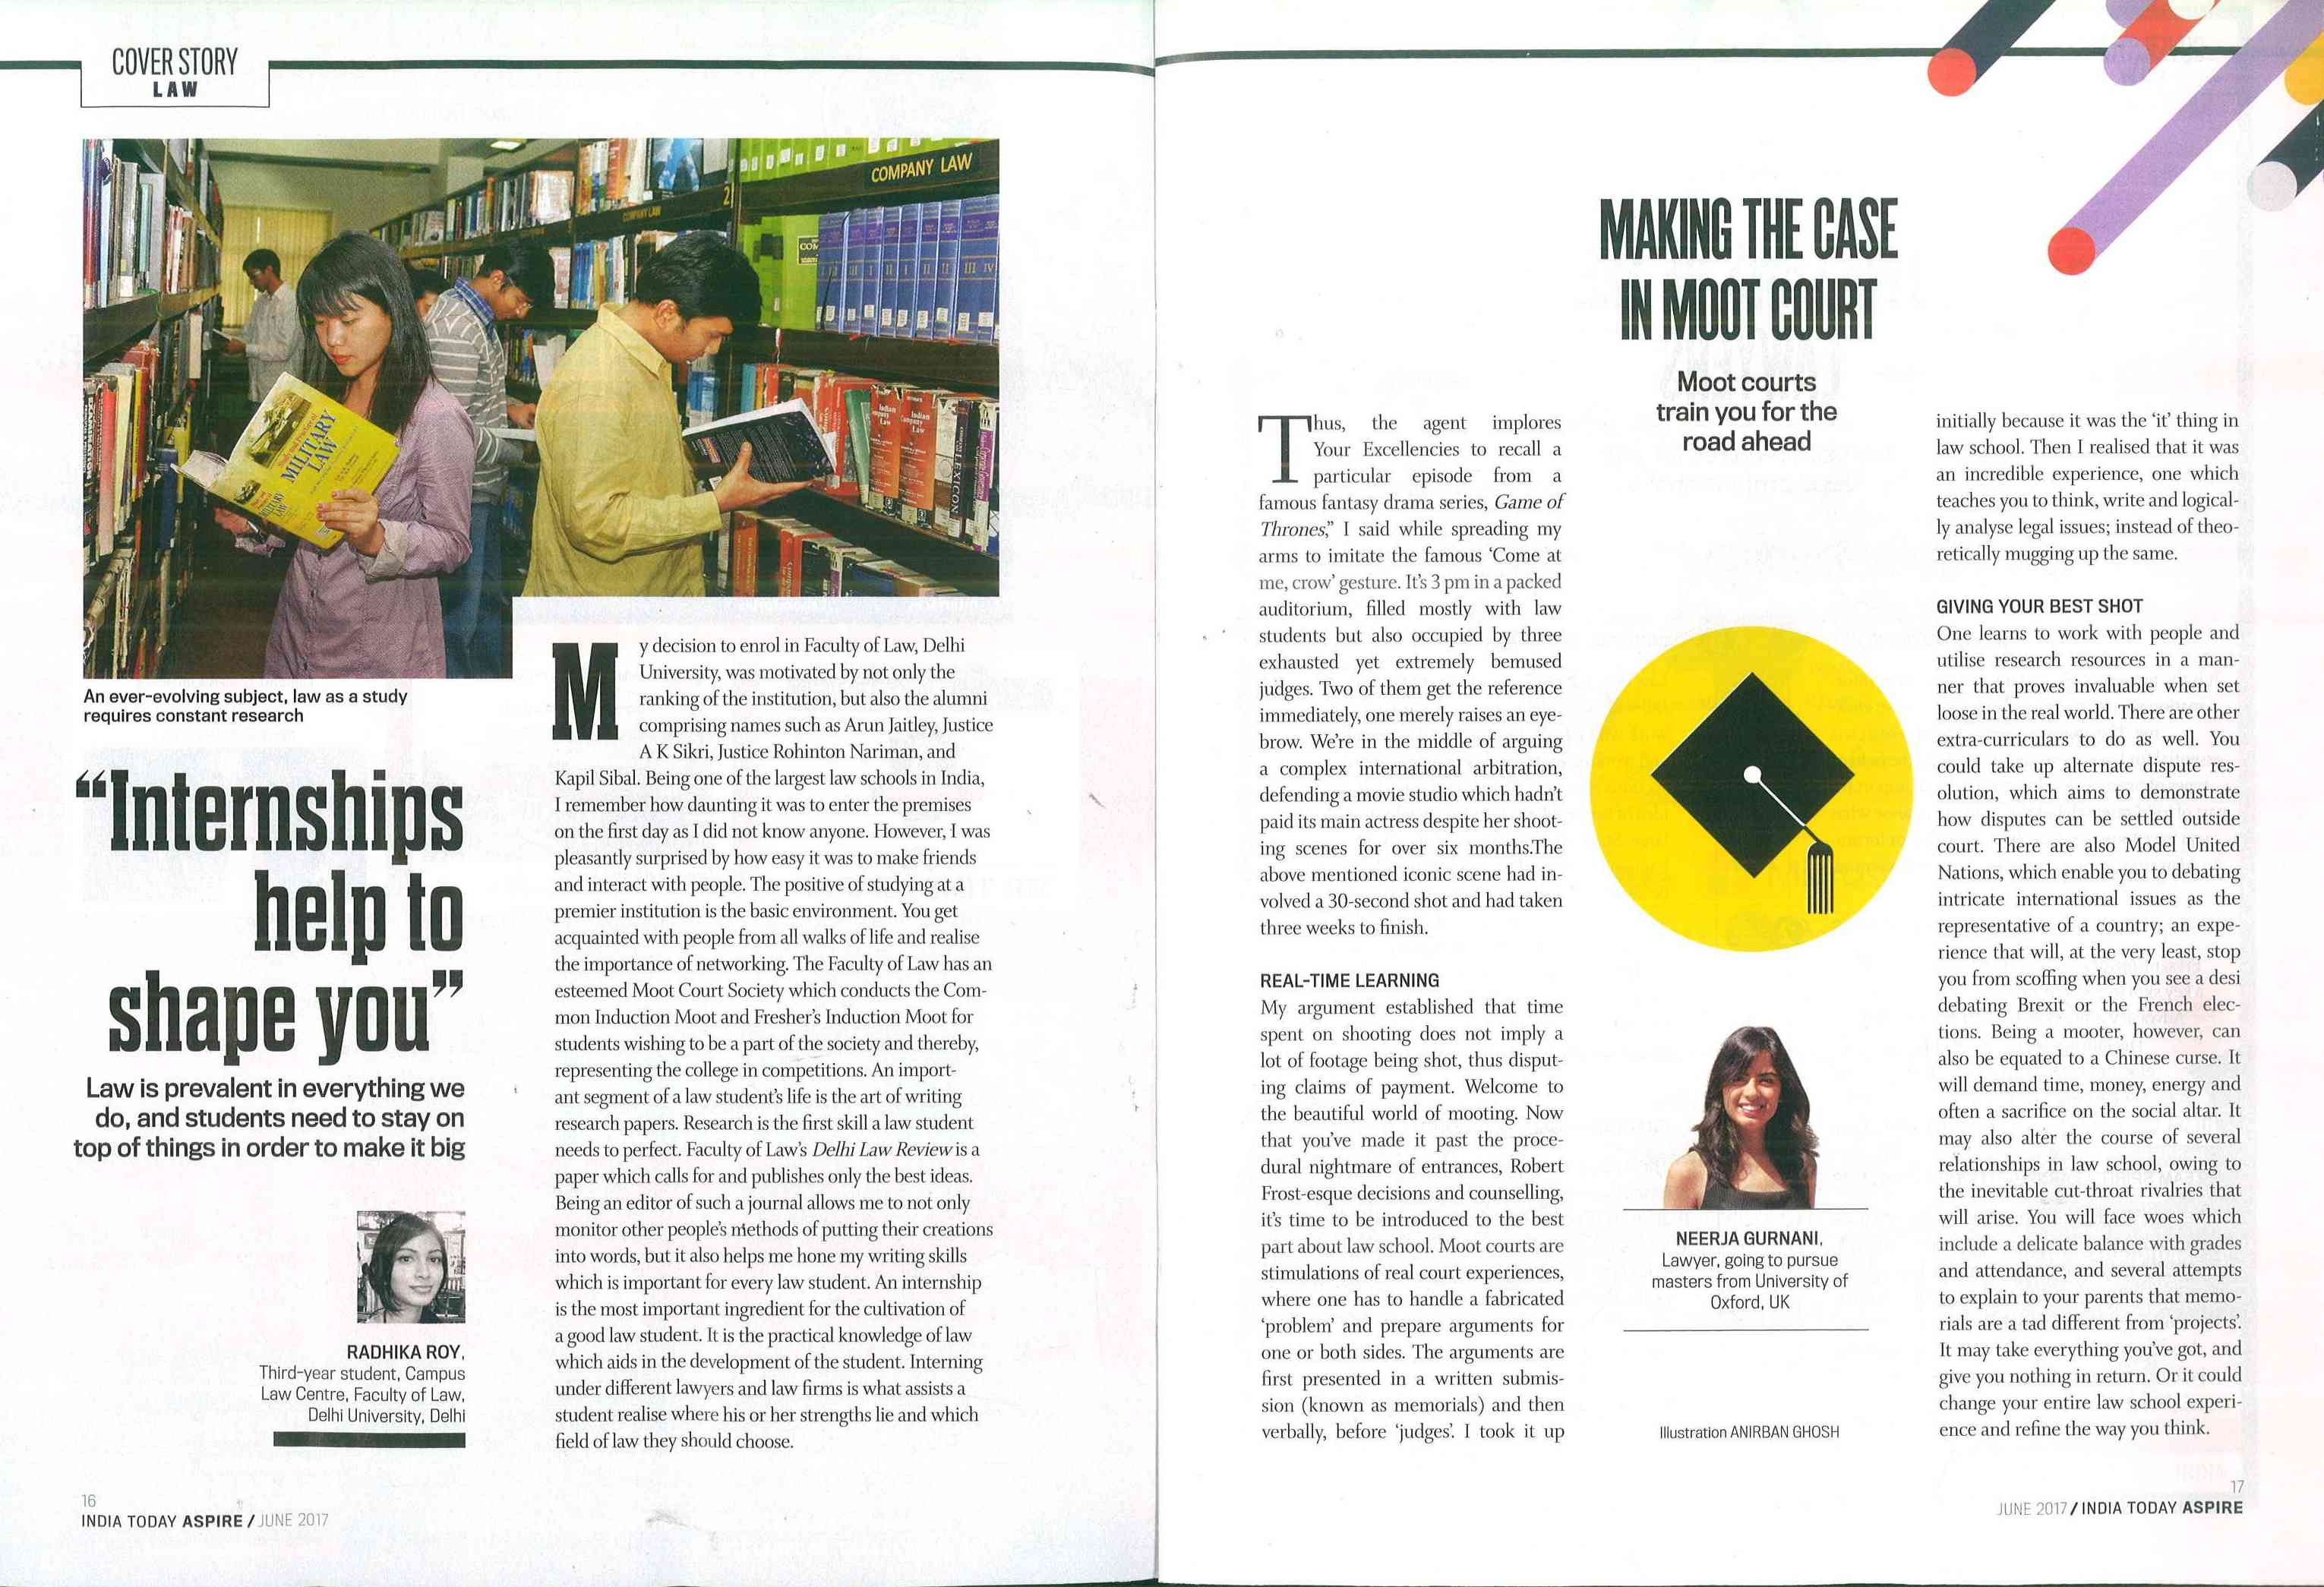 COVER STORY
LAW
COMPANY LAW
COMPANY LAW
2
MILITARY
LAW
An ever-evolving subject, law as a study
requires constant research
“Internships
help to
shape you”
Law is prevalent in everything we
do, and students need to stay on
top of things in order to make it big
RADHIKA ROY,
Third-year student, Campus
Law Centre, Faculty of Law,
Delhi University, Delhi
My decision to enrol in Faculty of Law, Delhi
University, was motivated by not only the
ranking of the institution, but also the alumni
comprising names such as Arun Jaitley, Justice
A K Sikri, Justice Rohinton Nariman, and
Kapil Sibal. Being one of the largest law schools in India,
I remember how daunting it was to enter the premises
on the first day as I did not know anyone. However, I was
pleasantly surprised by how easy it was to make friends
and interact with people. The positive of studying at a
premier institution is the basic environment. You get
acquainted with people from all walks of life and realise
the importance of networking. The Faculty of Law has an
esteemed Moot Court Society which conducts the Com-
mon Induction Moot and Fresher’s Induction Moot for
students wishing to be a part of the society and thereby,
representing the college in competitions. An import-
ant segment of a law student’s life is the art of writing
research papers. Research is the first skill a law student
needs to perfect. Faculty of Law’s Delhi Law Review is a
paper which calls for and publishes only the best ideas.
Being an editor of such a journal allows me to not only
monitor other people’s methods of putting their creations
into words, but it also helps me hone my writing skills
which is important for every law student. An internship
is the most important ingredient for the cultivation of
a good law student. It is the practical knowledge of law
which aids in the development of the student. Interning
under different lawyers and law firms is what assists a
student realise where his or her strengths lie and which
field of law they should choose.
16
INDIA TODAY ASPIRE / JUNE 2017
MAKING THE CASE
IN MOOT COURT
Moot courts
train you for the
road ahead
Thus, the agent implores
Your Excellencies to recall a
particular episode from a
famous fantasy drama series, Game of
Thrones,” I said while spreading my
arms to imitate the famous ‘Come at
me, crow’ gesture. It’s 3 pm in a packed
auditorium, filled mostly with law
students but also occupied by three
exhausted yet extremely bemused
judges. Two of them get the reference
immediately, one merely raises an eye-
brow. We’re in the middle of arguing
a complex international arbitration,
defending a movie studio which hadn’t
paid its main actress despite her shoot-
ing scenes for over six months.The
above mentioned iconic scene had in-
volved a 30-second shot and had taken
three weeks to finish.
REAL-TIME LEARNING
My argument established that time
spent on shooting does not imply a
lot of footage being shot, thus disput-
ing claims of payment. Welcome to
the beautiful world of mooting. Now
that you’ve made it past the proce-
dural nightmare of entrances, Robert
Frost-esque decisions and counselling,
it’s time to be introduced to the best
part about law school. Moot courts are
stimulations of real court experiences,
where one has to handle a fabricated
‘problem’ and prepare arguments for
one or both sides. The arguments are
first presented in a written submis-
sion (known as memorials) and then
verbally, before ‘judges’. I took it up
NEERJA GURNANI,
Lawyer, going to pursue
masters from University of
Oxford, UK
Illustration ANIRBAN GHOSH
initially because it was the ‘it’ thing in
law school. Then I realised that it was
an incredible experience, one which
teaches you to think, write and logical-
ly analyse legal issues; instead of theo-
retically mugging up the same.
GIVING YOUR BEST SHOT
One learns to work with people and
utilise research resources in a man-
ner that proves invaluable when set
loose in the real world. There are other
extra-curriculars to do as well. You
could take up alternate dispute res-
olution, which aims to demonstrate
how disputes can be settled outside
court. There are also Model United
Nations, which enable you to debating
intricate international issues as the
representative of a country; an expe-
rience that will, at the very least, stop
you from scoffing when you see a desi
debating Brexit or the French elec-
tions. Being a mooter, however, can
also be equated to a Chinese curse. It
will demand time, money, energy and
often a sacrifice on the social altar. It
may also alter the course of several
relationships in law school, owing to
the inevitable cut-throat rivalries that
will arise. You will face woes which
include a delicate balance with grades
and attendance, and several attempts
to explain to your parents that memo-
rials are a tad different from ‘projects’.
It may take everything you’ve got, and
give you nothing in return. Or it could
change your entire law school experi-
ence and refine the way you think.
17
JUNE 2017 / INDIA TODAY ASPIRE